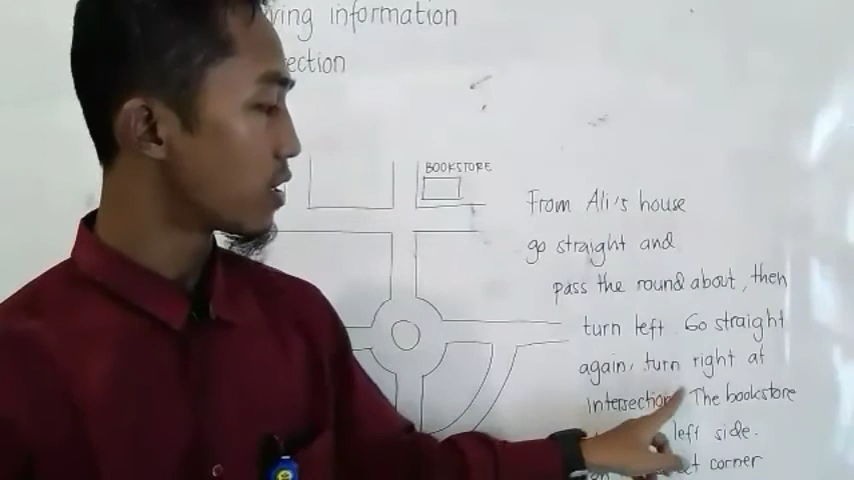 ving information
ection
BOOKSTORE
From Ali's house
go straight and
pass the round about, then
turn left. Go straight
again, turn right at
intersection. The bookstore
left side.
corner